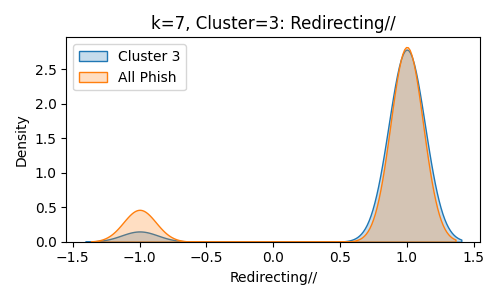 k=7, Cluster=3: Redirecting//
Cluster 3
All Phish
Density
2.5
2.0
1.5
1.0
0.5
0.0
−1.5 −1.0 −0.5 0.0 0.5 1.0 1.5
Redirecting//